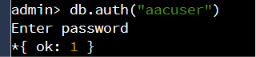 admin> db.auth("aacuser")
Enter password
*{ ok: 1 }